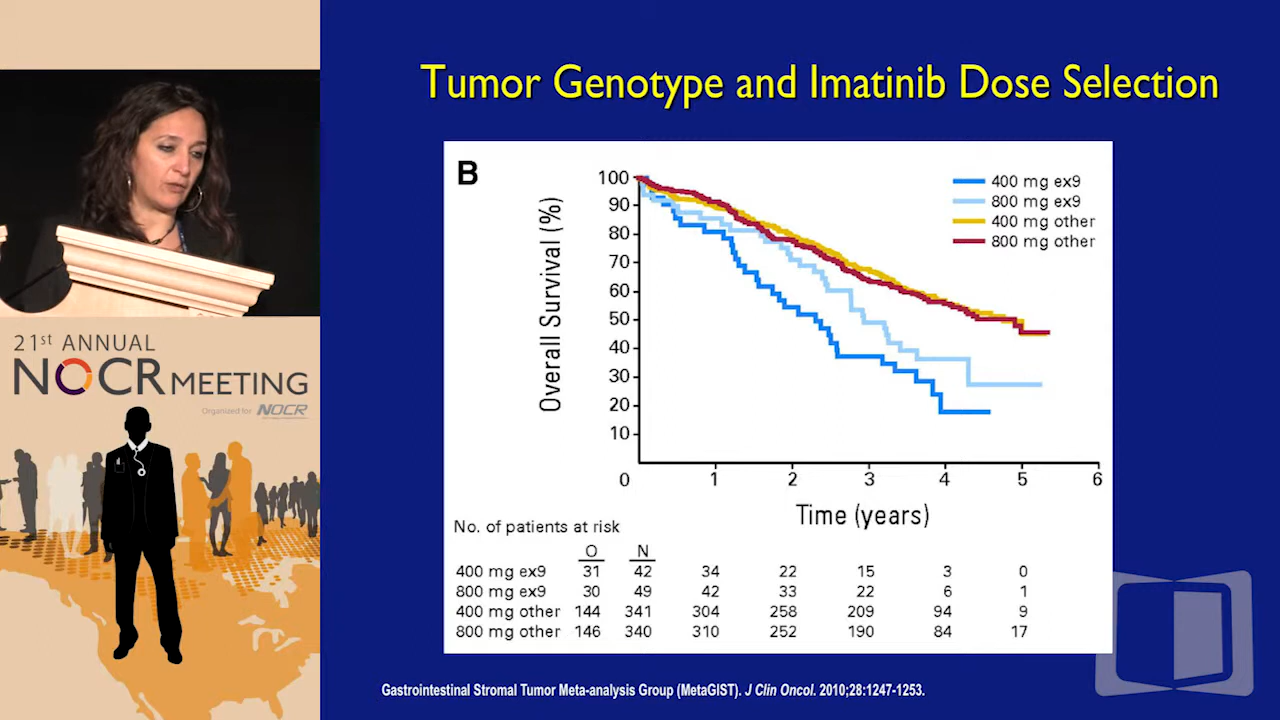 Tumor Genotype and Imatinib Dose Selection
B
400 mg ex9
800 mg ex9
400 mg other
800 mg other
Overall Survival (%)
100
90
80
70
60
50
40
30
20
10
0 1 2 3 4 5 6
Time (years)
No. of patients at risk
O N
400 mg ex9 31 42 34 22 15 3 0
800 mg ex9 30 49 42 33 22 6 1
400 mg other 144 341 304 258 209 94 9
800 mg other 146 340 310 252 190 84 17
Gastrointestinal Stromal Tumor Meta-analysis Group (MetaGIST). J Clin Oncol. 2010;28:1247-1253.
21st ANNUAL
NOCR MEETING
Organized for NOCR